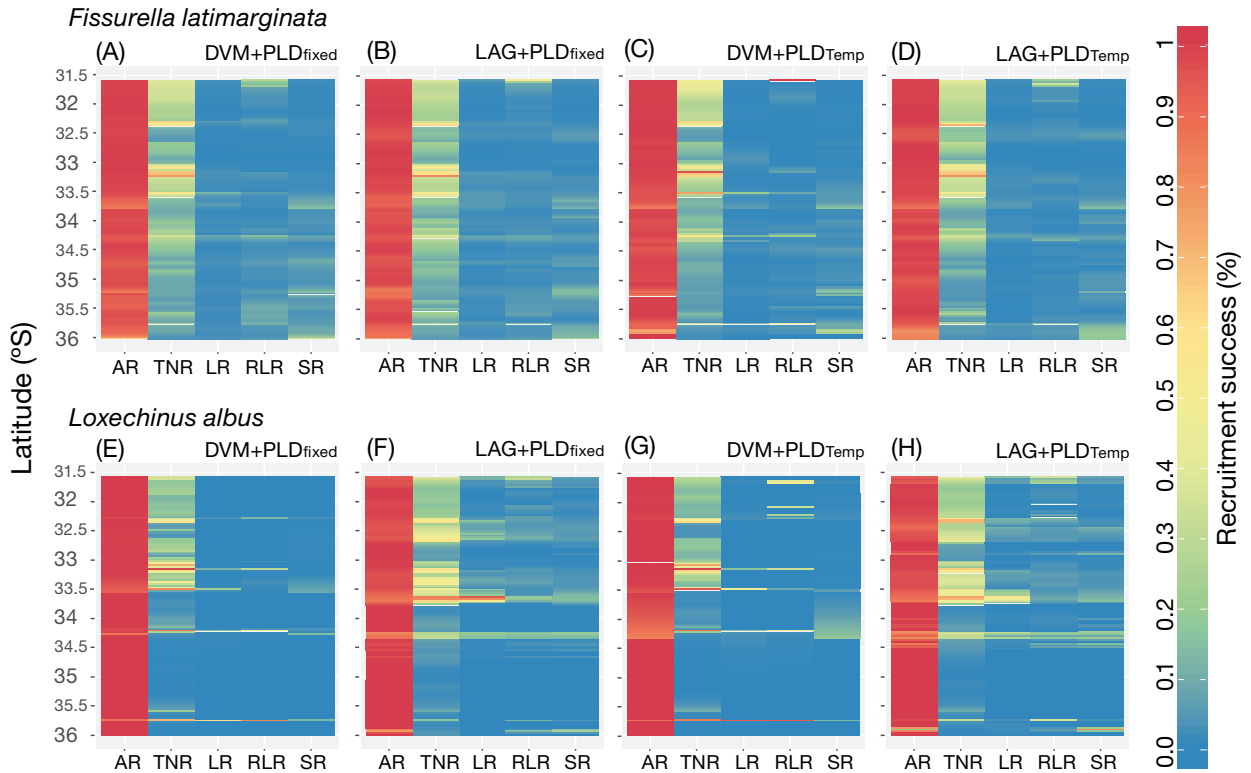 Fissurella latimarginata
(A) DVM+PLDfixed
(B) LAG+PLDfixed
(C) DVM+PLDTemp
(D) LAG+PLDTemp
31.5
32
32.5
33
33.5
34
34.5
35
35.5
36
AR TNR LR RLR SR
AR TNR LR RLR SR
AR TNR LR RLR SR
AR TNR LR RLR SR
Latitude (ºS)
Loxechinus albus
(E) DVM+PLDfixed
(F) LAG+PLDfixed
(G) DVM+PLDTemp
(H) LAG+PLDTemp
31.5
32
32.5
33
33.5
34
34.5
35
35.5
36
AR TNR LR RLR SR
AR TNR LR RLR SR
AR TNR LR RLR SR
AR TNR LR RLR SR
1
0.9
0.8
0.7
0.6
0.5
0.4
0.3
0.2
0.1
0.0
Recruitment success (%)